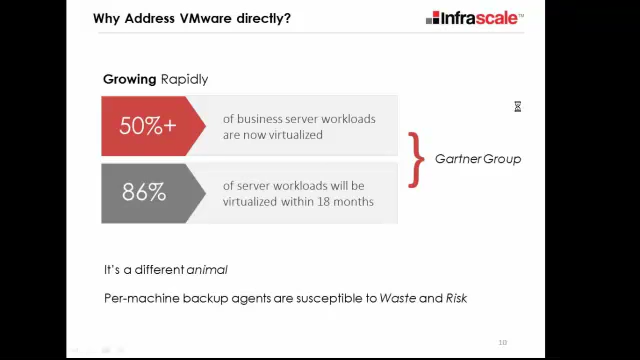 Why Address VMware directly?
Infrascale™
Growing Rapidly
50%+
of business server workloads
are now virtualized
86%
of server workloads will be
virtualized within 18 months
}
Gartner Group
It's a different animal
Per-machine backup agents are susceptible to Waste and Risk
10